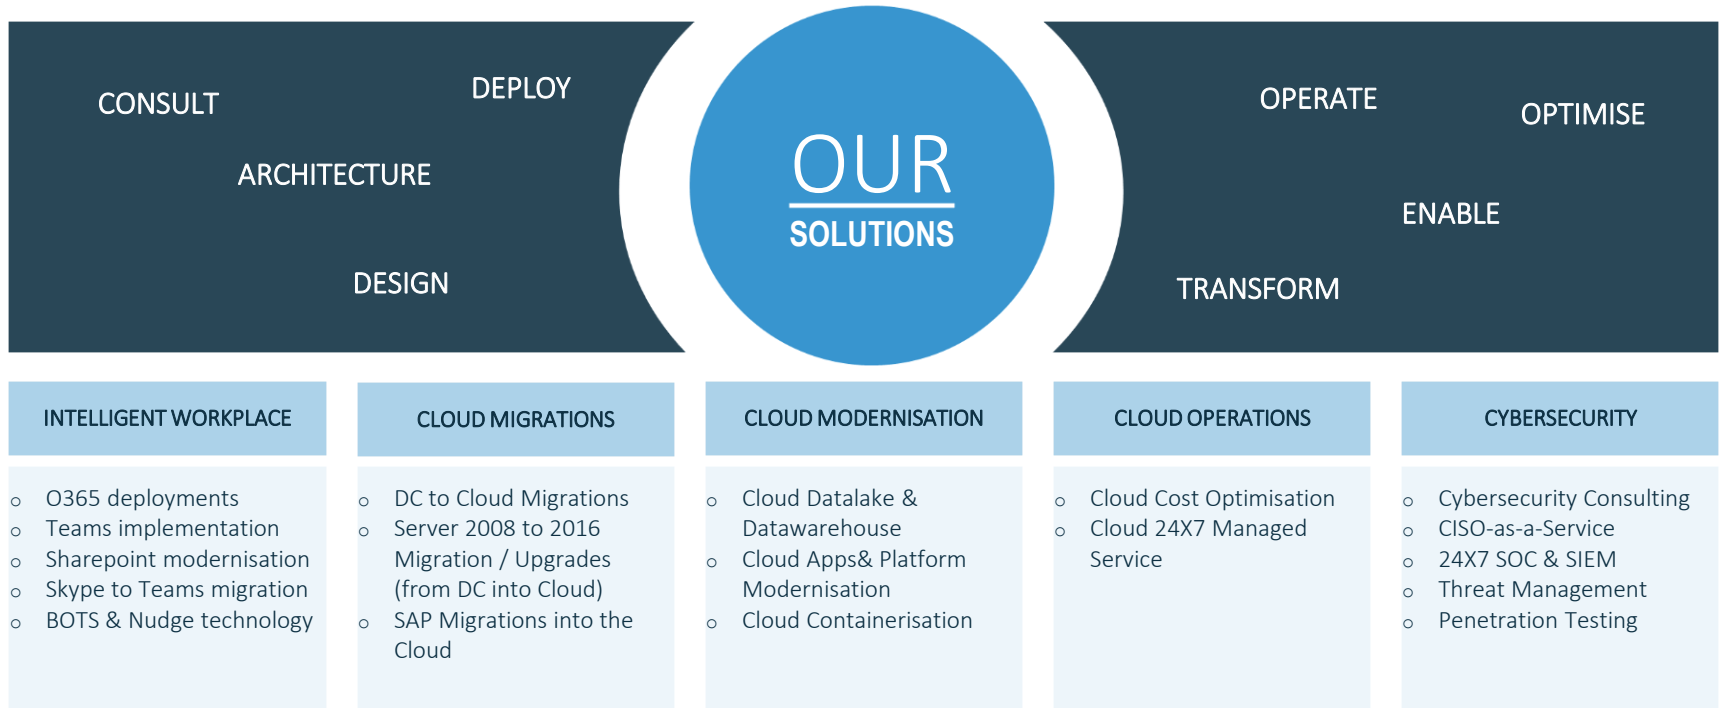 CONSULT
DEPLOY
ARCHITECTURE
DESIGN
OUR
SOLUTIONS
OPERATE
OPTIMISE
ENABLE
TRANSFORM
INTELLIGENT WORKPLACE
O365 deployments
Teams implementation
Sharepoint modernisation
Skype to Teams migration
BOTS & Nudge technology
CLOUD MIGRATIONS
DC to Cloud Migrations
Server 2008 to 2016
Migration / Upgrades
(from DC into Cloud)
SAP Migrations into the
Cloud
CLOUD MODERNISATION
Cloud Datalake &
Datawarehouse
Cloud Apps& Platform
Modernisation
Cloud Containerisation
CLOUD OPERATIONS
Cloud Cost Optimisation
Cloud 24X7 Managed
Service
CYBERSECURITY
Cybersecurity Consulting
CISO-as-a-Service
24X7 SOC & SIEM
Threat Management
Penetration Testing